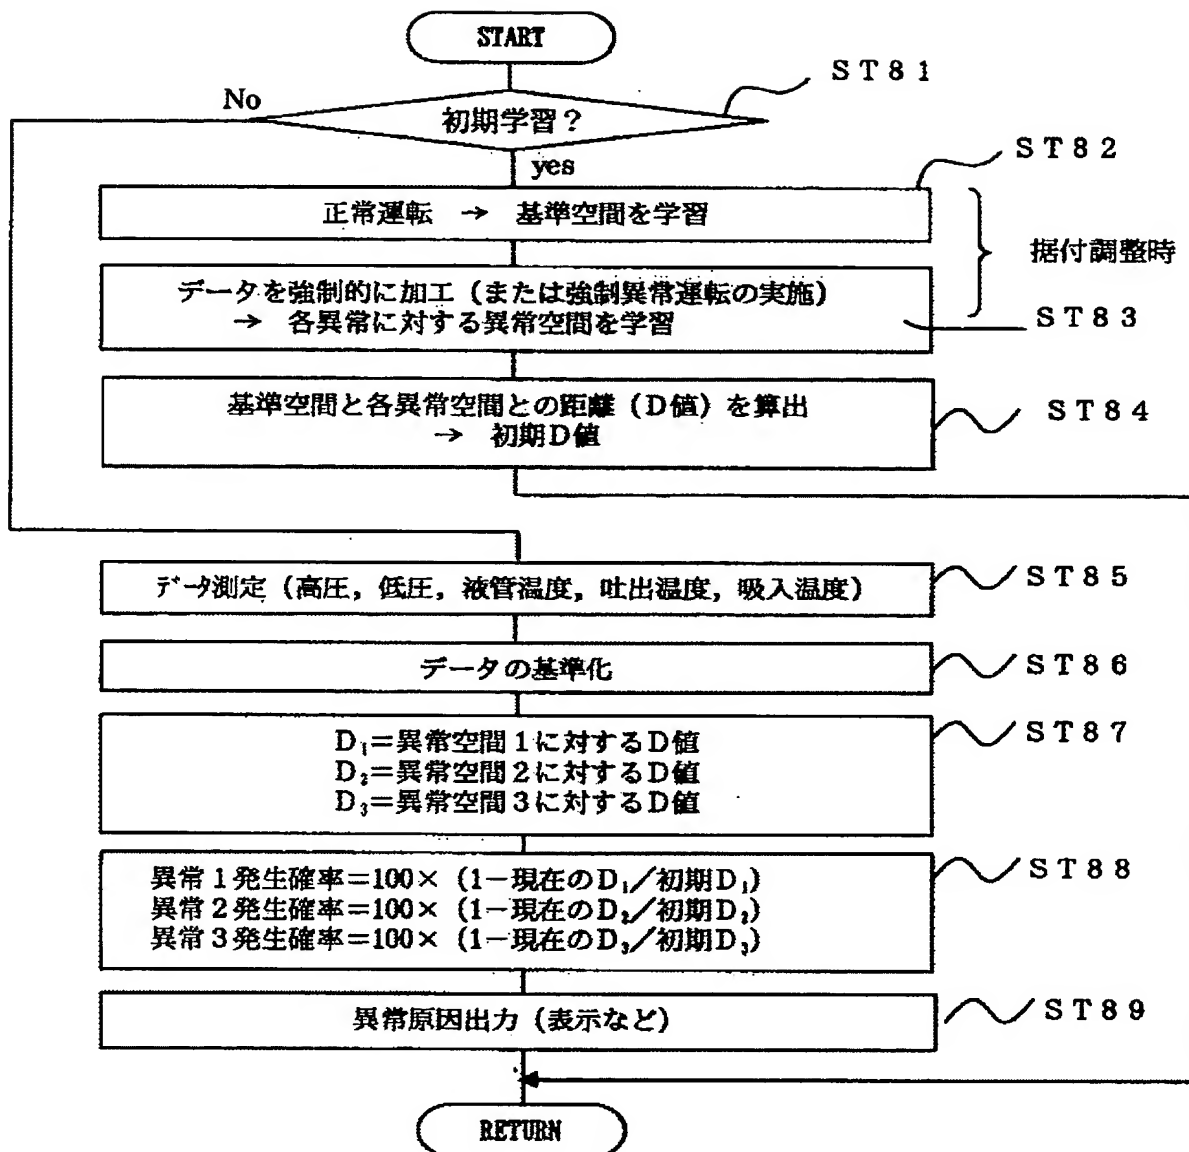 START
ST81
No
初期学習?
yes
ST82
正常運転 → 基準空間を学習
据付調整時
データを強制的に加工(または強制異常運転の実施)
→ 各異常に対する異常空間を学習
ST83
基準空間と各異常空間との距離(D値)を算出
→ 初期D値
ST84
データ測定(高圧,低圧,液管温度,吐出温度,吸入温度)
ST85
データの基準化
ST86
D₁=異常空間1に対するD値
D₂=異常空間2に対するD値
D₃=異常空間3に対するD値
ST87
異常1発生確率=100×(1-現在のD₁/初期D₁)
異常2発生確率=100×(1-現在のD₂/初期D₂)
異常3発生確率=100×(1-現在のD₃/初期D₃)
ST88
異常原因出力(表示など)
ST89
RETURN